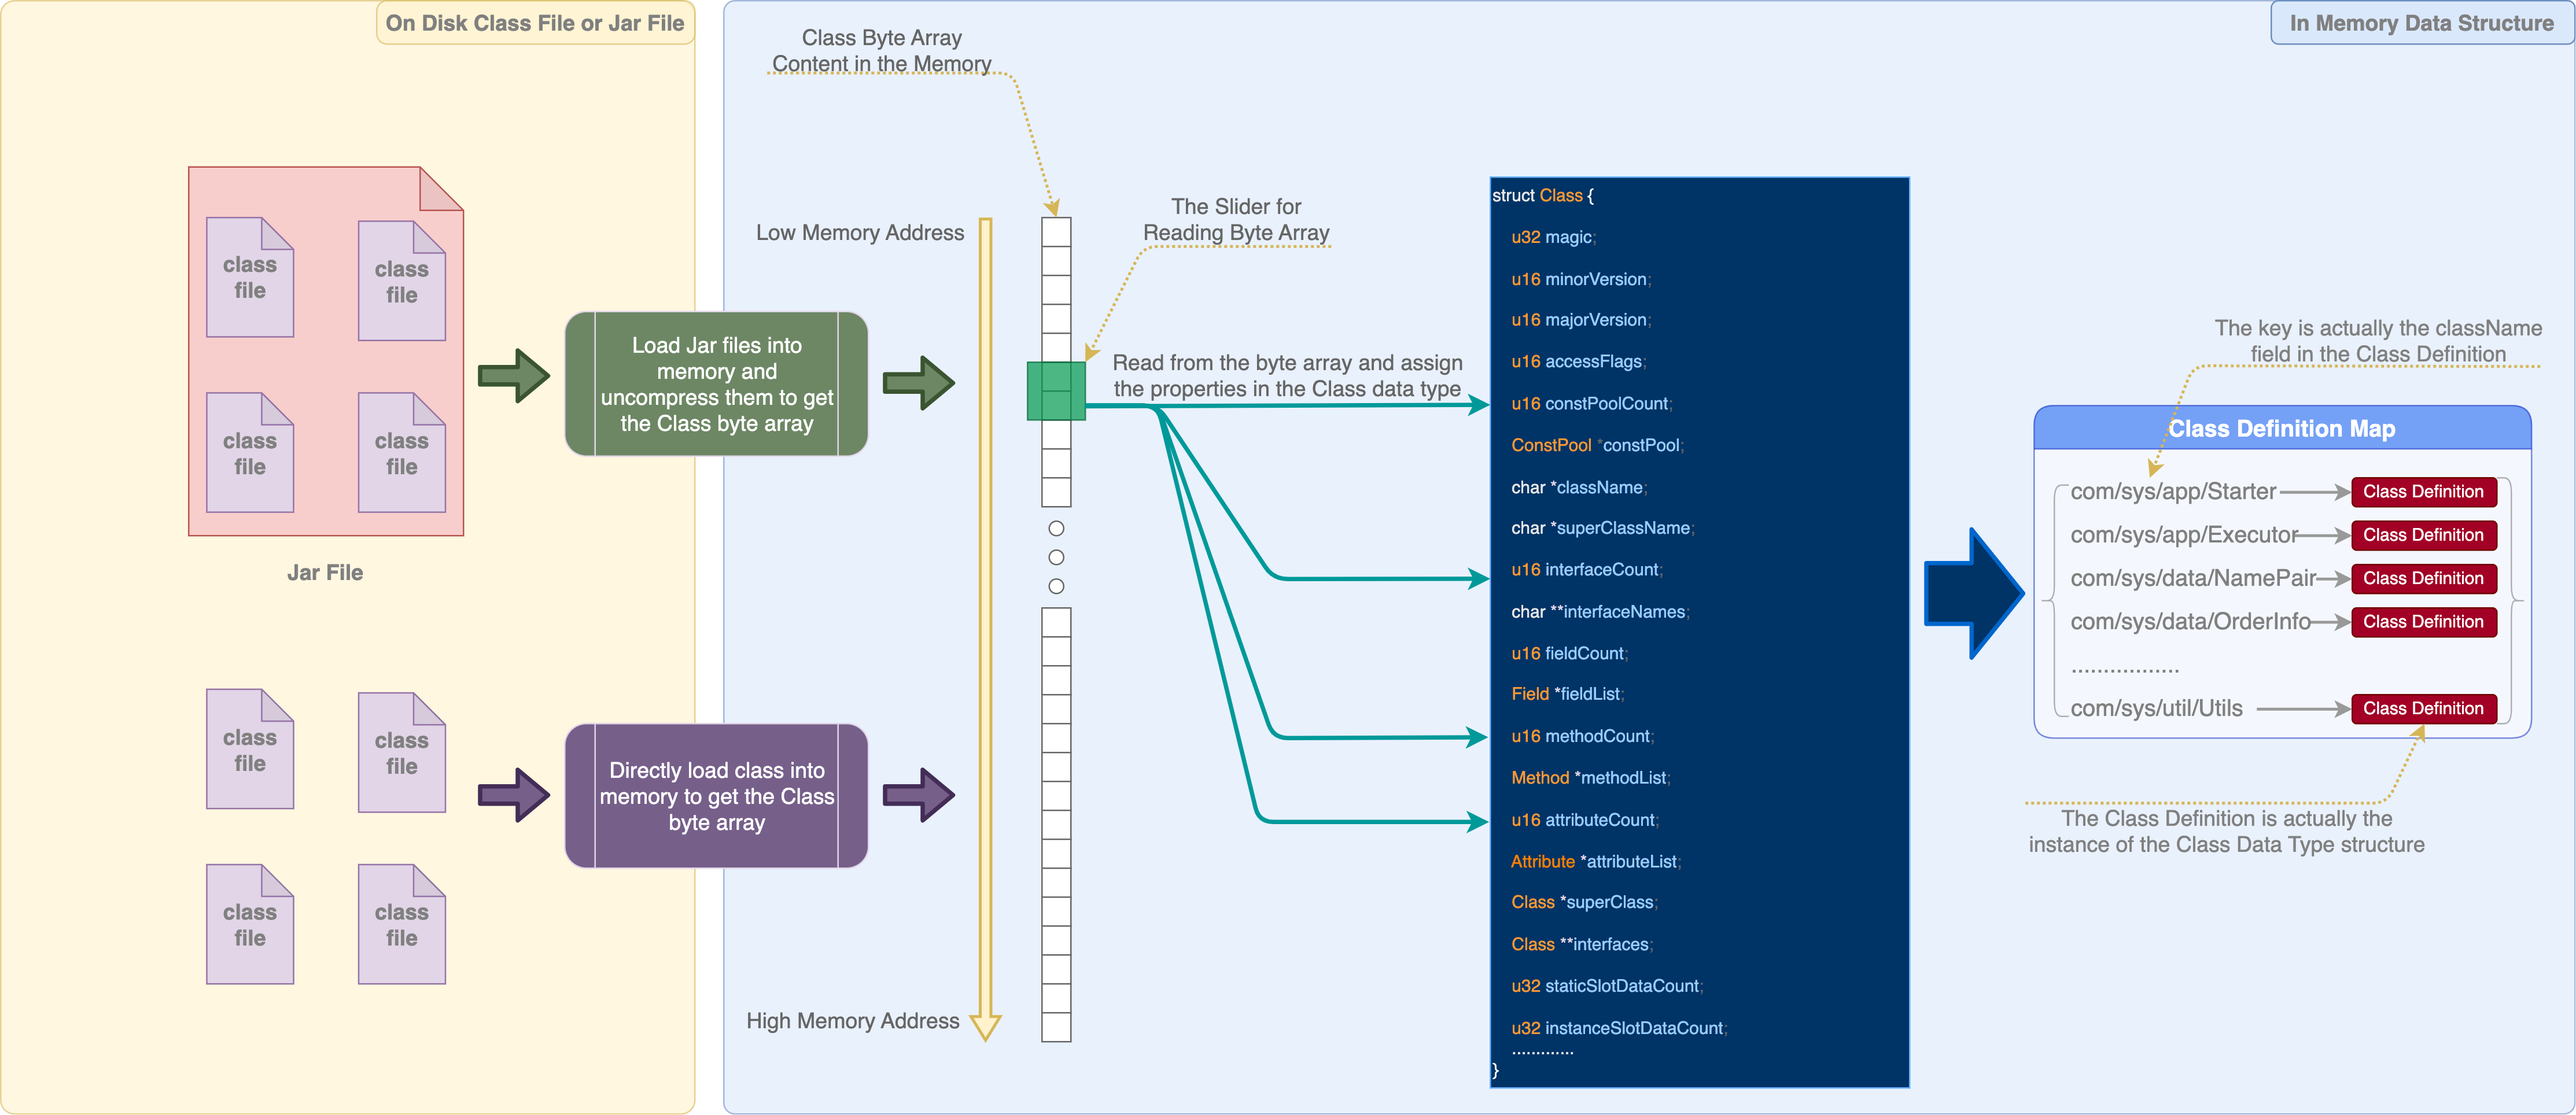 On Disk Class File or Jar File
class
file
class
file
class
file
class
file
Jar File
class
file
class
file
class
file
class
file
Load Jar files into
memory and
uncompress them to get
the Class byte array
Directly load class into
memory to get the Class
byte array
In Memory Data Structure
Class Byte Array
Content in the Memory
Low Memory Address
High Memory Address
The Slider for
Reading Byte Array
Read from the byte array and assign
the properties in the Class data type
struct Class {
u32 magic;
u16 minorVersion;
u16 majorVersion;
u16 accessFlags;
u16 constPoolCount;
ConstPool *constPool;
char *className;
char *superClassName;
u16 interfaceCount;
char **interfaceNames;
u16 fieldCount;
Field *fieldList;
u16 methodCount;
Method *methodList;
u16 attributeCount;
Attribute *attributeList;
Class *superClass;
Class **interfaces;
u32 staticSlotDataCount;
u32 instanceSlotDataCount;
.............
}
The key is actually the className
field in the Class Definition
Class Definition Map
com/sys/app/Starter Class Definition
com/sys/app/Executor Class Definition
com/sys/data/NamePair Class Definition
com/sys/data/OrderInfo Class Definition
.................
com/sys/util/Utils Class Definition
The Class Definition is actually the
instance of the Class Data Type structure